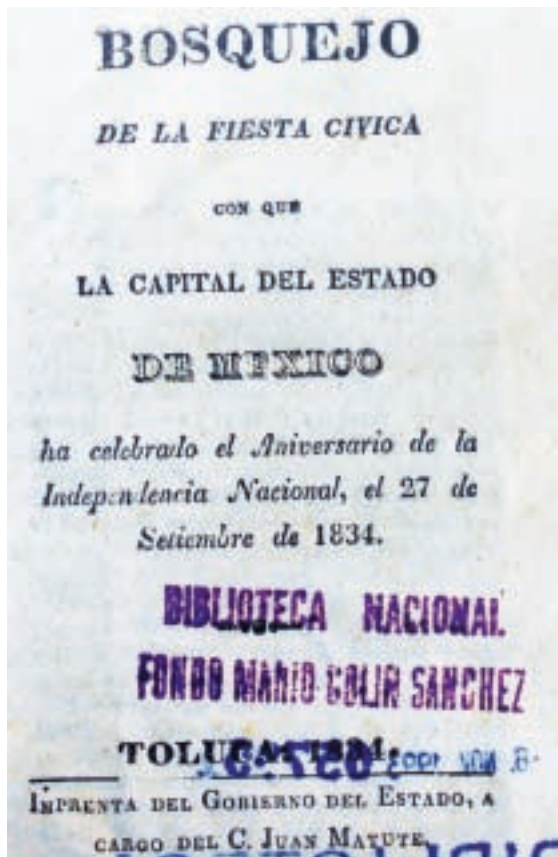 BOSQUEJO
DE LA FIESTA CIVICA
CON QUE
LA CAPITAL DEL ESTADO
DE MEXICO
ha celebrado el Aniversario de la
Independencia Nacional, el 27 de
Setiembre de 1834.
BIBLIOTECA NACIONAL
FONDO MARIO COLIN SANCHEZ
TOLUCA: 1834.
IMPRENTA DEL GOBIERNO DEL ESTADO, A
CARGO DEL C. JUAN MATUTE.